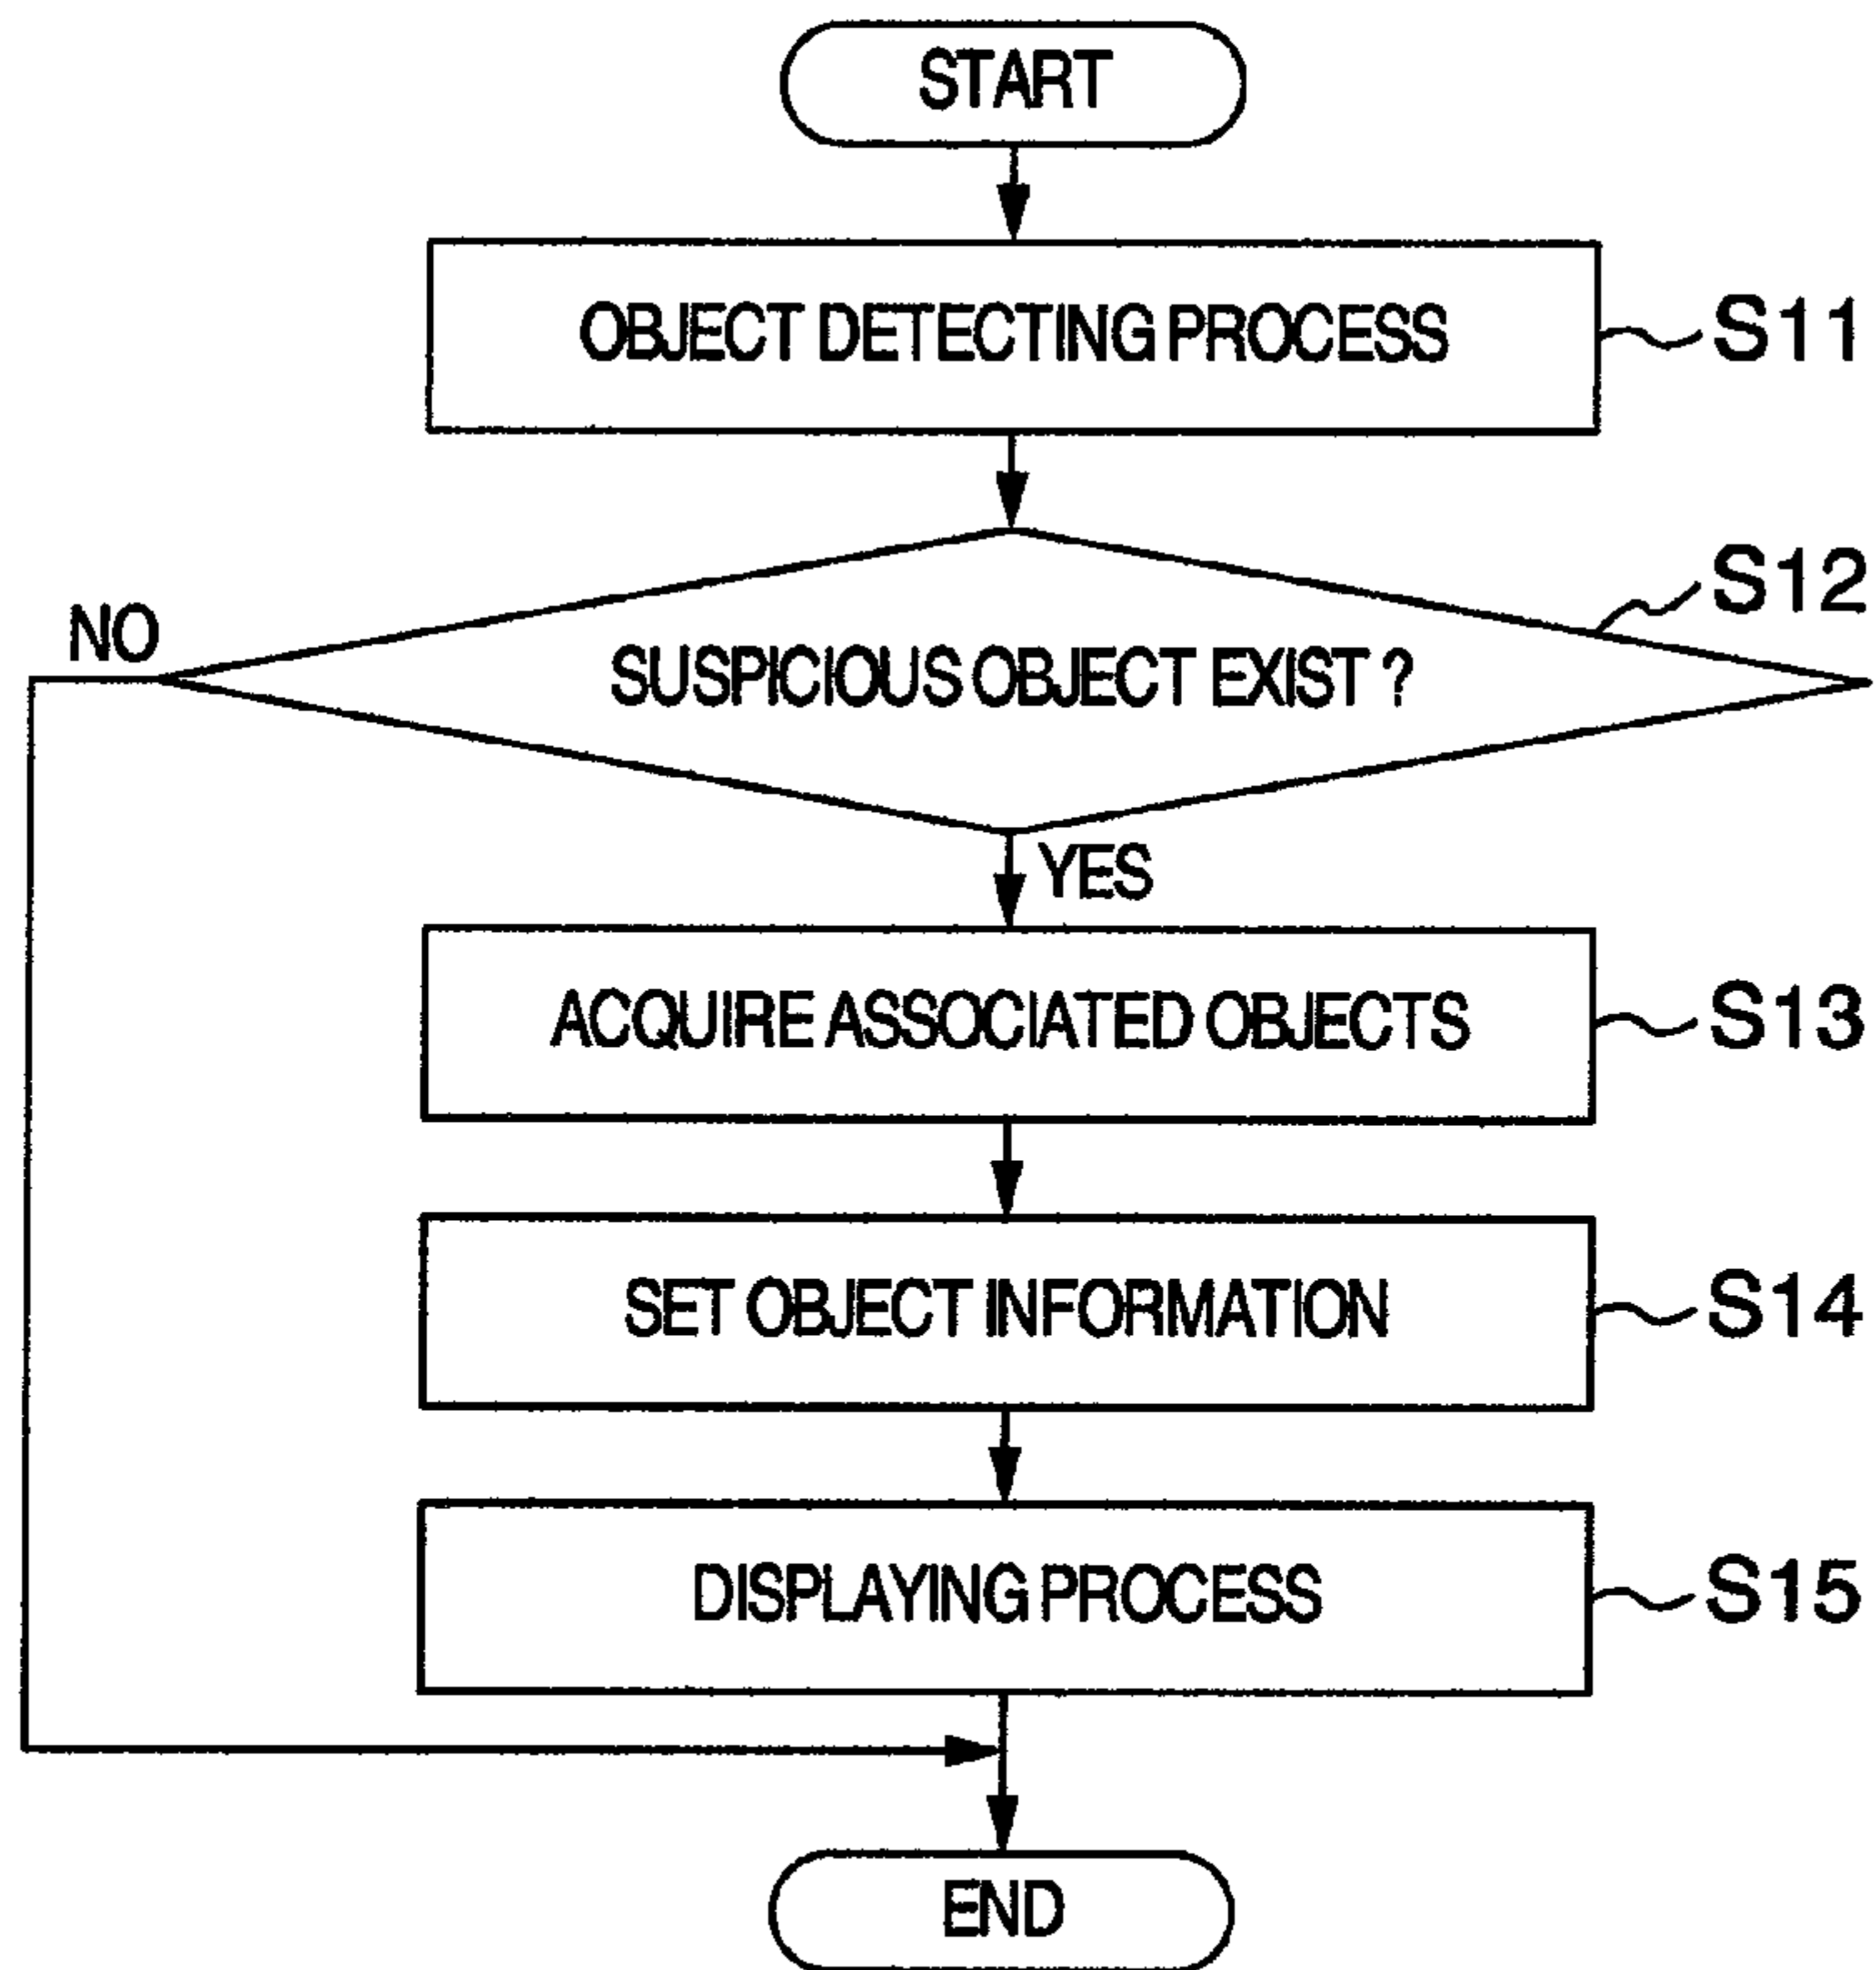 START
OBJECT DETECTING PROCESS
S11
S12
NO
SUSPICIOUS OBJECT EXIST ?
YES
ACQUIRE ASSOCIATED OBJECTS
S13
SET OBJECT INFORMATION
S14
DISPLAYING PROCESS
S15
END